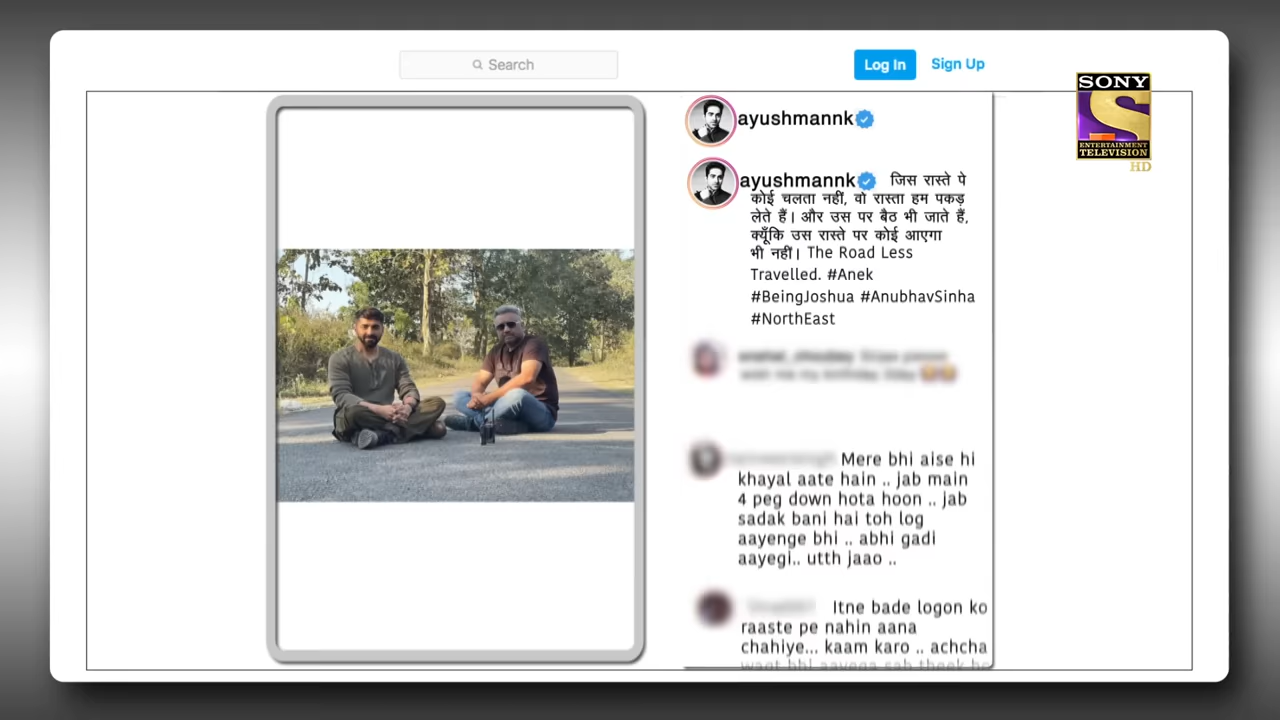 Search
Log In
Sign Up
SONY
ENTERTAINMENT
TELEVISION
HD
ayushmannk
ayushmannk जिस रास्ते पे
कोई चलता नहीं, वो रास्ता हम पकड़
लेते हैं। और उस पर बैठ भी जाते हैं,
क्यूँकि उस रास्ते पर कोई आएगा
भी नहीं। The Road Less
Travelled. #Anek
#BeingJoshua #AnubhavSinha
#NorthEast
Mere bhi aise hi
khayal aate hain .. jab main
4 peg down hota hoon .. jab
sadak bani hai toh log
aayenge bhi .. abhi gadi
aayegi.. utth jaao ..
Itne bade logon ko
raaste pe nahin aana
chahiye... kaam karo .. achcha